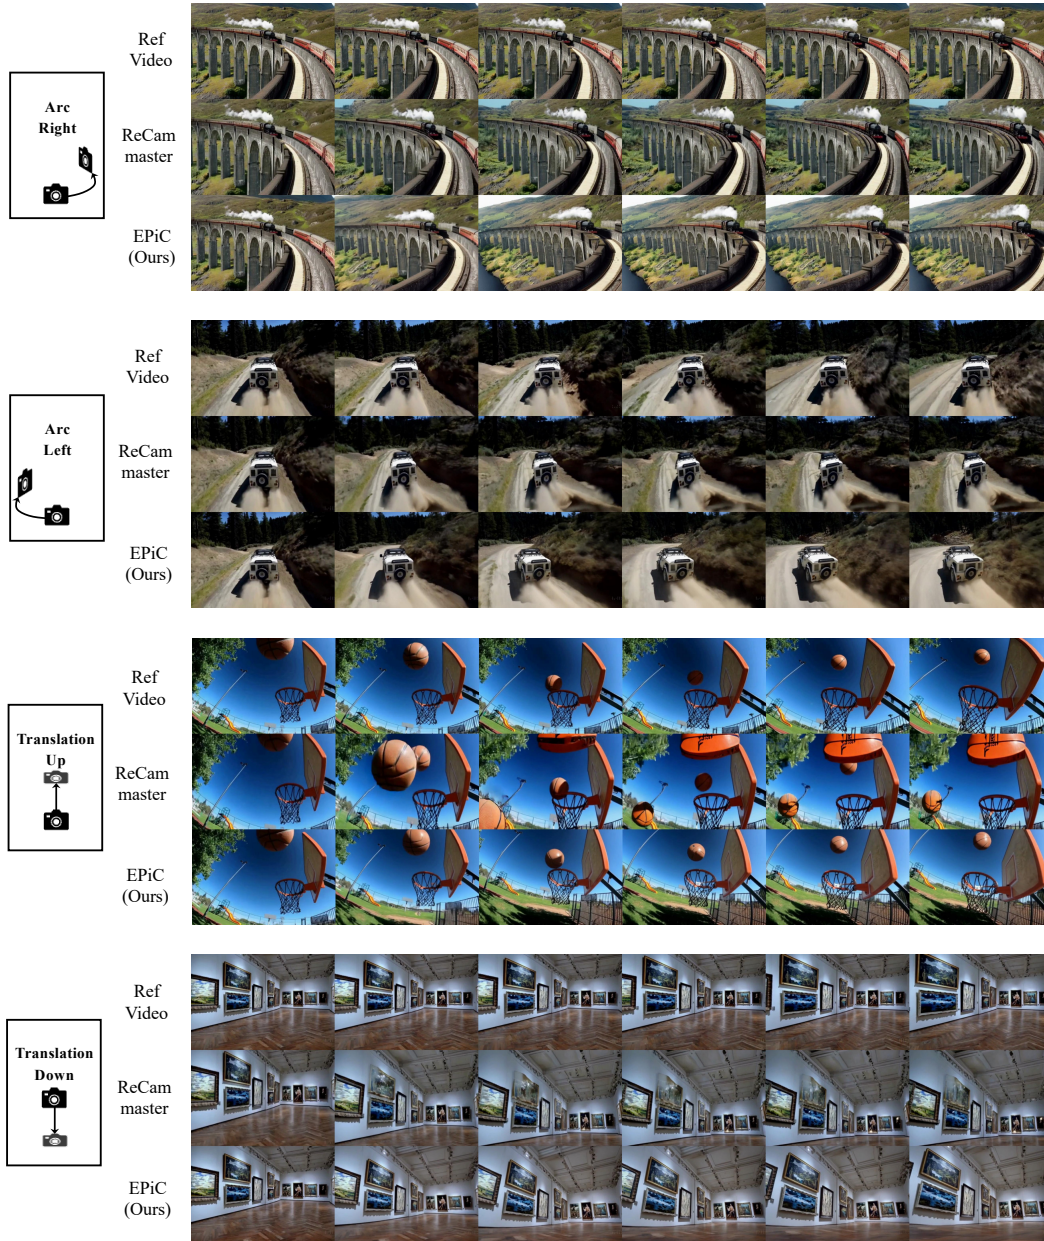 Ref
Video
Arc
Right
ReCam
master
EPiC
(Ours)
Ref
Video
Arc
Left
ReCam
master
EPiC
(Ours)
Ref
Video
Translation
Up
ReCam
master
EPiC
(Ours)
Ref
Video
Translation
Down
ReCam
master
EPiC
(Ours)